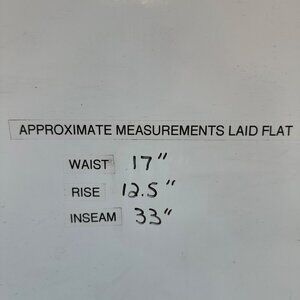 APPROXIMATE MEASUREMENTS LAID FLAT
WAIST 17"
RISE 12.5"
INSEAM 33"